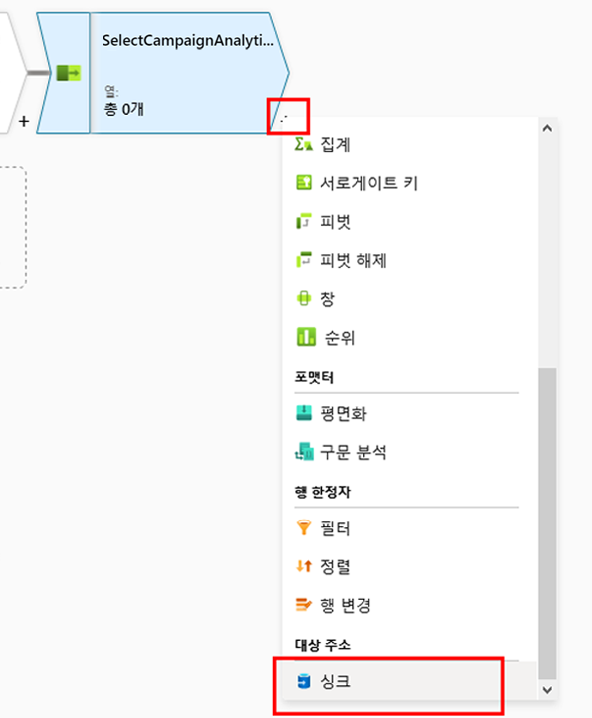 SelectCampaignAnalyti...
열:
총 0개
+
집계
서로게이트 키
피벗
피벗 해제
창
순위
포맷터
평면화
구문 분석
행 한정자
필터
정렬
행 변경
대상 주소
싱크